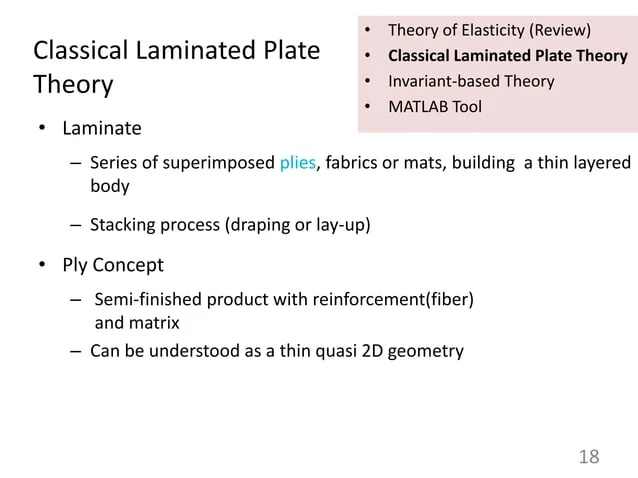 Classical Laminated Plate
Theory
• Theory of Elasticity (Review)
• Classical Laminated Plate Theory
• Invariant-based Theory
• MATLAB Tool
• Laminate
– Series of superimposed plies, fabrics or mats, building a thin layered
body
– Stacking process (draping or lay-up)
• Ply Concept
– Semi-finished product with reinforcement(fiber)
and matrix
– Can be understood as a thin quasi 2D geometry
18